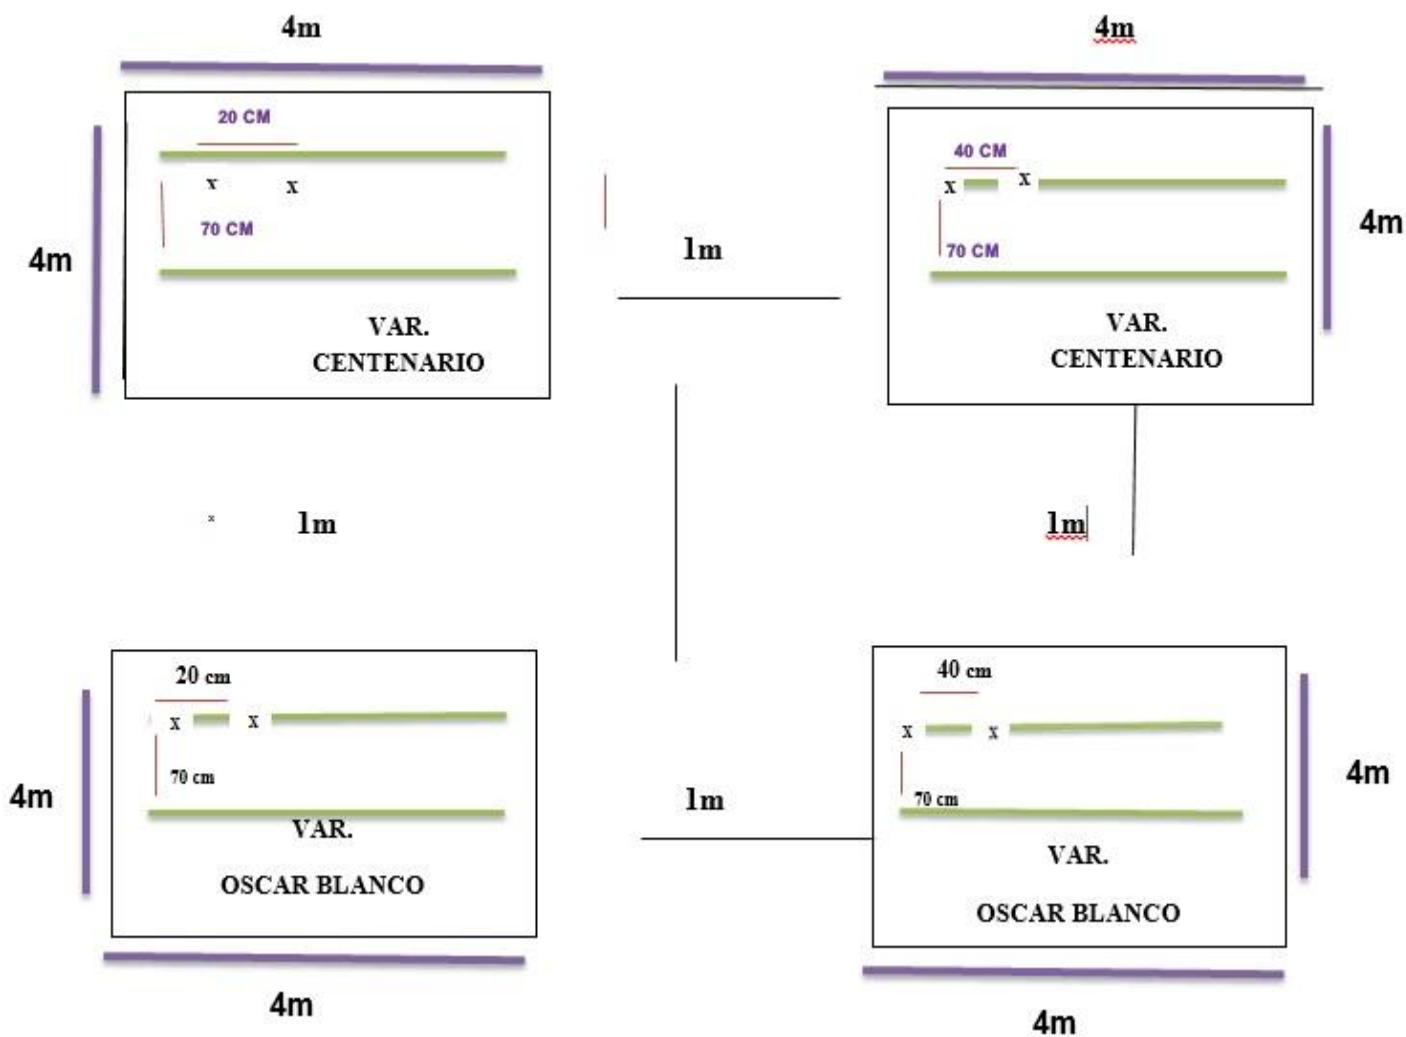 4m
4m
20 CM
x x
70 CM
4m
VAR.
CENTENARIO
1m
40 CM
x x
70 CM
4m
VAR.
CENTENARIO
x
1m
1m
20 cm
x x
70 cm
4m
VAR.
OSCAR BLANCO
4m
1m
40 cm
x x
70 cm
4m
VAR.
OSCAR BLANCO
4m